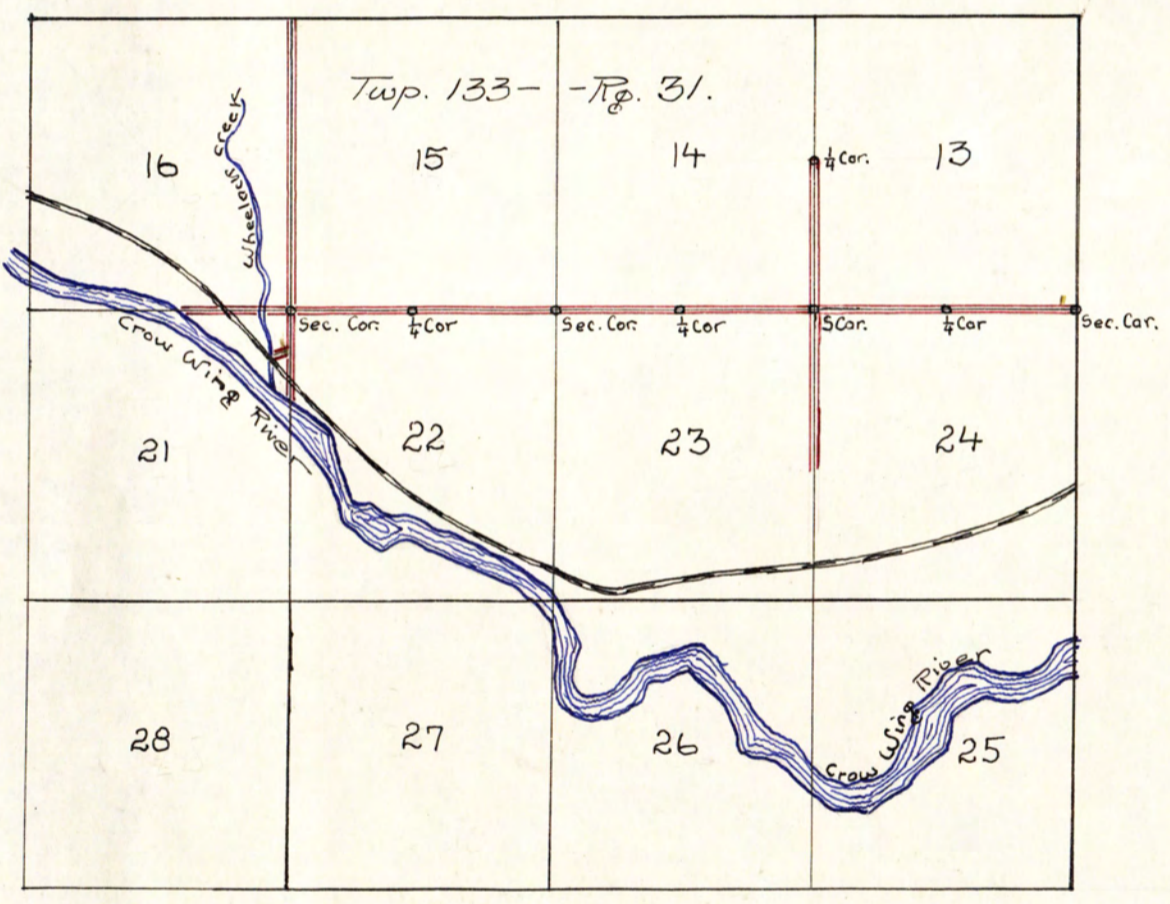 Twp. 133- -Rg. 31.
16
15
14
13
Wheelock Creek
¼ Cor.
Sec. Cor.
¼ Cor
Sec. Cor.
¼ Cor
S Cor.
¼ Cor
Sec. Cor.
Crow Wing River
21
22
23
24
Crow Wing River
28
27
26
25